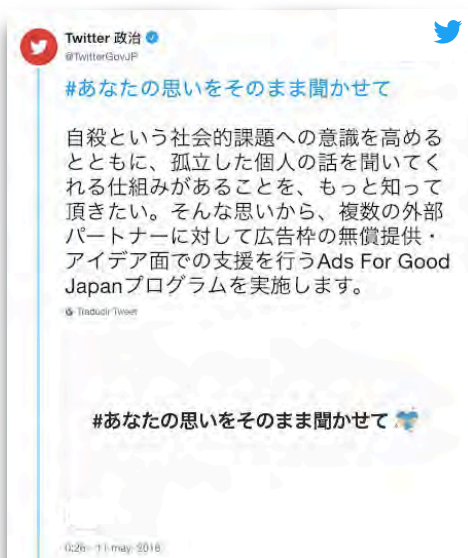 Twitter 政治
@TwitterGovJP
#あなたの思いをそのまま聞かせて
自殺という社会的課題への意識を高める
とともに、孤立した個人の話を聞いてく
れる仕組みがあることを、もっと知って
頂きたい。そんな思いから、複数の外部
パートナーに対して広告枠の無償提供・
アイデア面での支援を行うAds For Good
Japanプログラムを実施します。
Traducir Tweet
#あなたの思いをそのまま聞かせて
0:26 - 11 may. 2018